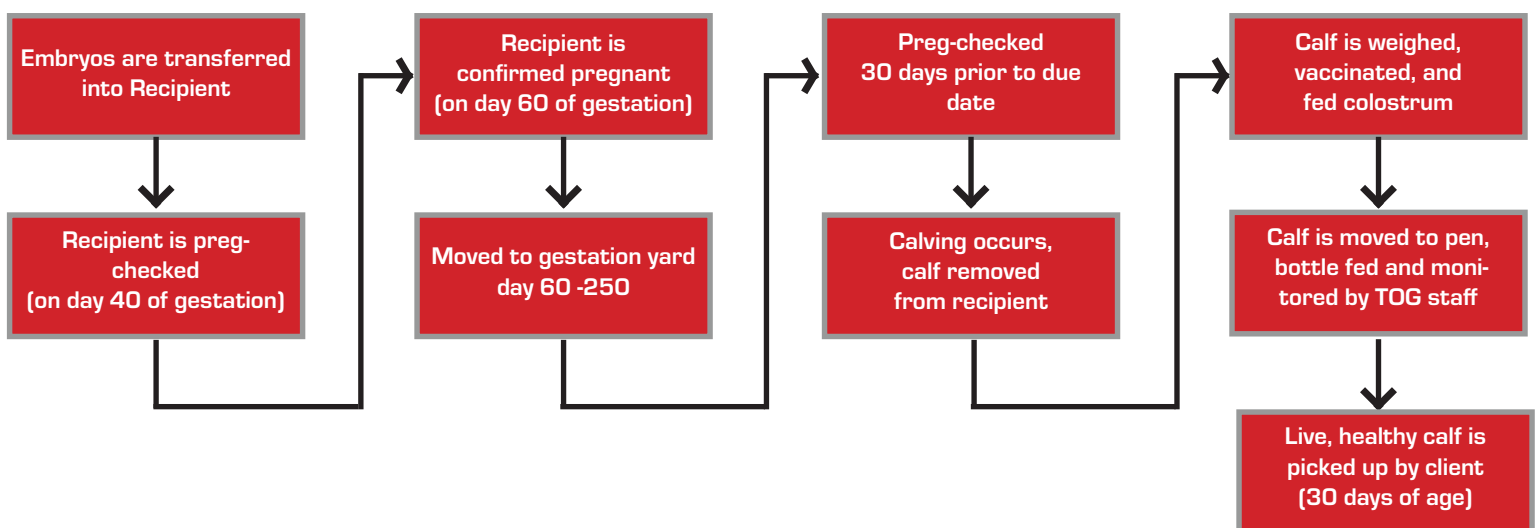 Embryos are transferred
into Recipient
Recipient is preg-
checked
(on day 40 of gestation)
Recipient is
confirmed pregnant
(on day 60 of gestation)
Moved to gestation yard
day 60 -250
Preg-checked
30 days prior to due
date
Calving occurs,
calf removed
from recipient
Calf is weighed,
vaccinated, and
fed colostrum
Calf is moved to pen,
bottle fed and moni-
tored by TOG staff
Live, healthy calf is
picked up by client
(30 days of age)